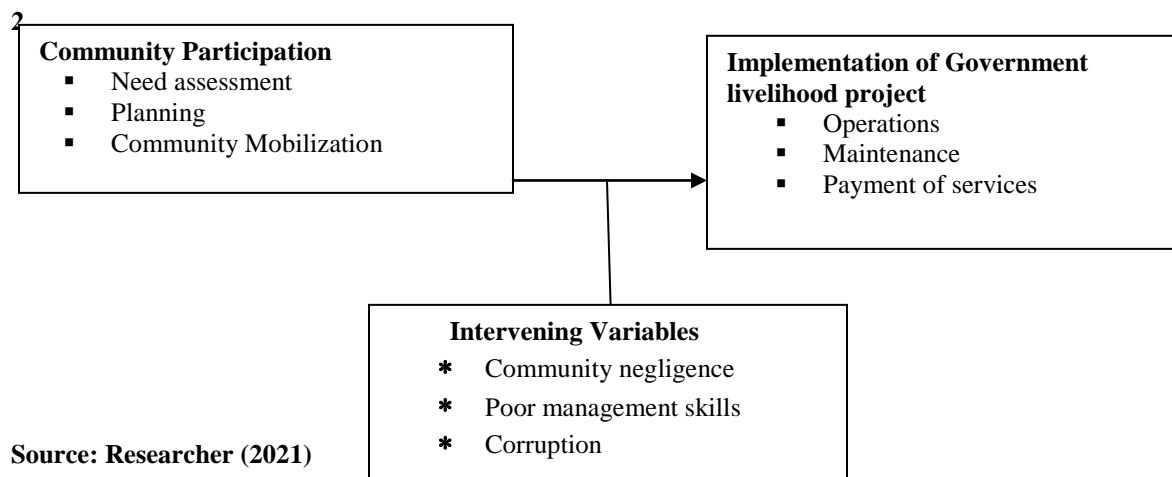 2
Community Participation
▪ Need assessment
▪ Planning
▪ Community Mobilization
Implementation of Government
livelihood project
▪ Operations
▪ Maintenance
▪ Payment of services
Intervening Variables
* Community negligence
* Poor management skills
* Corruption
Source: Researcher (2021)